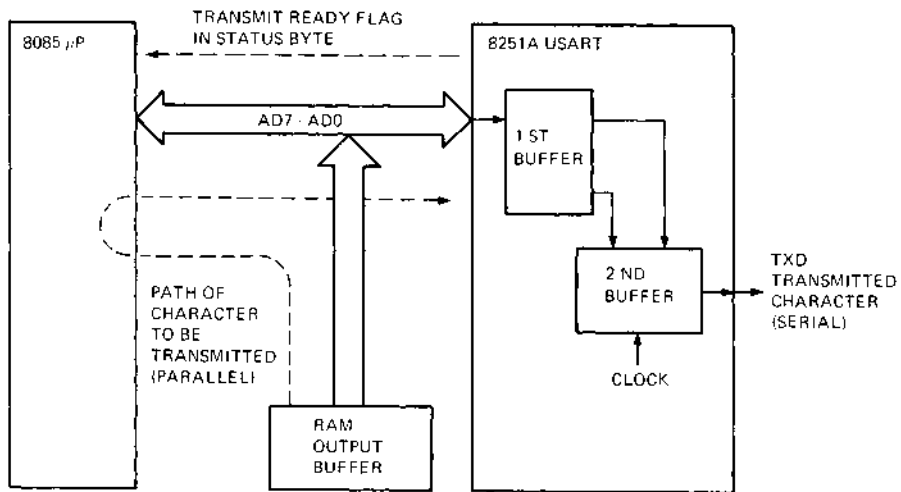 8085 μP
TRANSMIT READY FLAG
IN STATUS BYTE
8251A USART
AD7 - AD0
1 ST
BUFFER
2 ND
BUFFER
TXD
TRANSMITTED
CHARACTER
(SERIAL)
CLOCK
PATH OF
CHARACTER
TO BE
TRANSMITTED
(PARALLEL)
RAM
OUTPUT
BUFFER